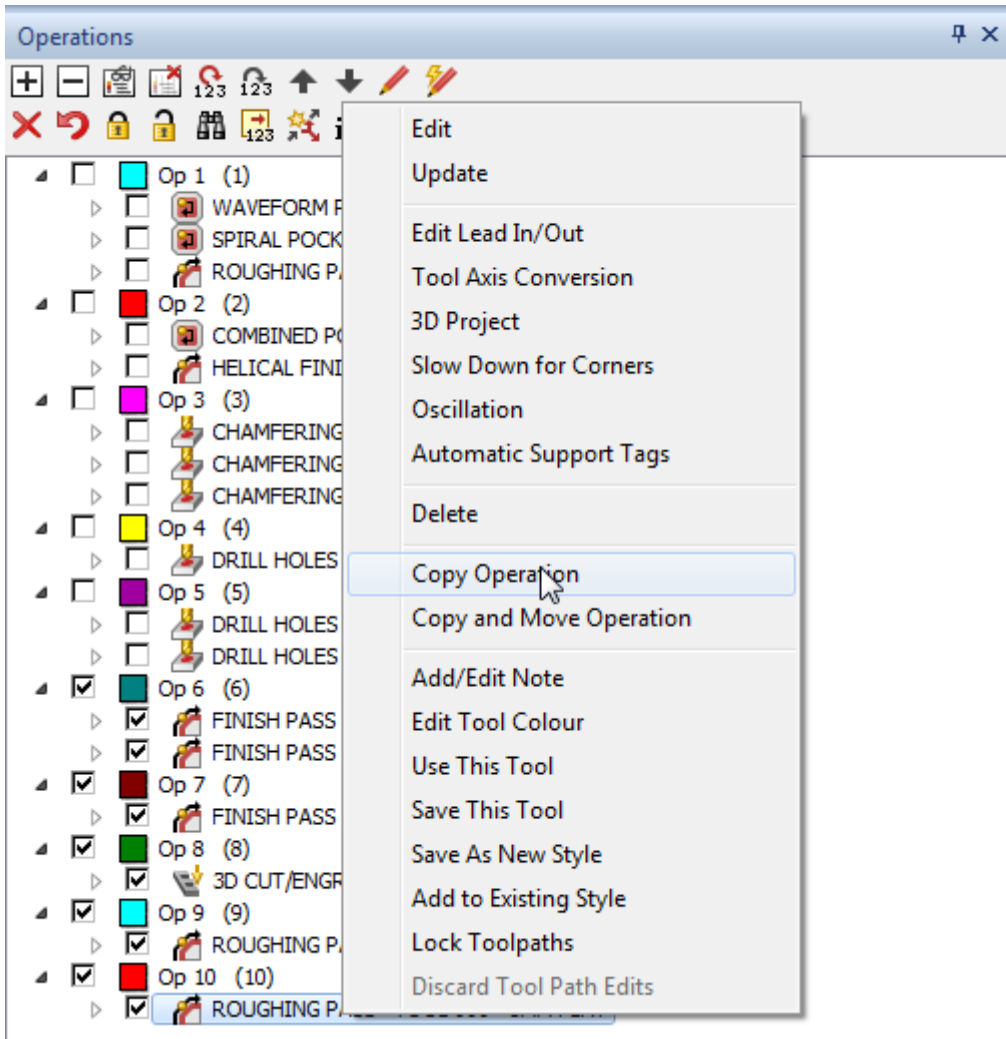 Operations
123
123
123
Op 1 (1)
WAVEFORM
SPIRAL POCK
ROUGHING
Op 2 (2)
COMBINED
HELICAL FINI
Op 3 (3)
CHAMFERING
CHAMFERING
CHAMFERING
Op 4 (4)
DRILL HOLES
Op 5 (5)
DRILL HOLES
DRILL HOLES
Op 6 (6)
FINISH PASS
FINISH PASS
Op 7 (7)
FINISH PASS
Op 8 (8)
3D CUT/ENGR
Op 9 (9)
ROUGHING
Op 10 (10)
ROUGHING
Edit
Update
Edit Lead In/Out
Tool Axis Conversion
3D Project
Slow Down for Corners
Oscillation
Automatic Support Tags
Delete
Copy Operation
Copy and Move Operation
Add/Edit Note
Edit Tool Colour
Use This Tool
Save This Tool
Save As New Style
Add to Existing Style
Lock Toolpaths
Discard Tool Path Edits